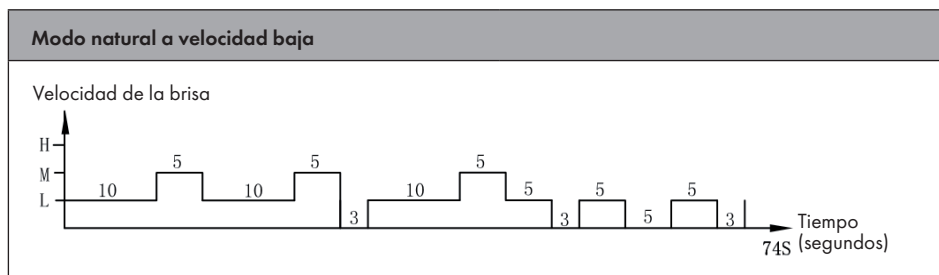 Modo natural a velocidad baja
Velocidad de la brisa
H
M
L
10 5 10 5 3 10 5 5 3 5 5 5 3
Tiempo
(segundos)
74S